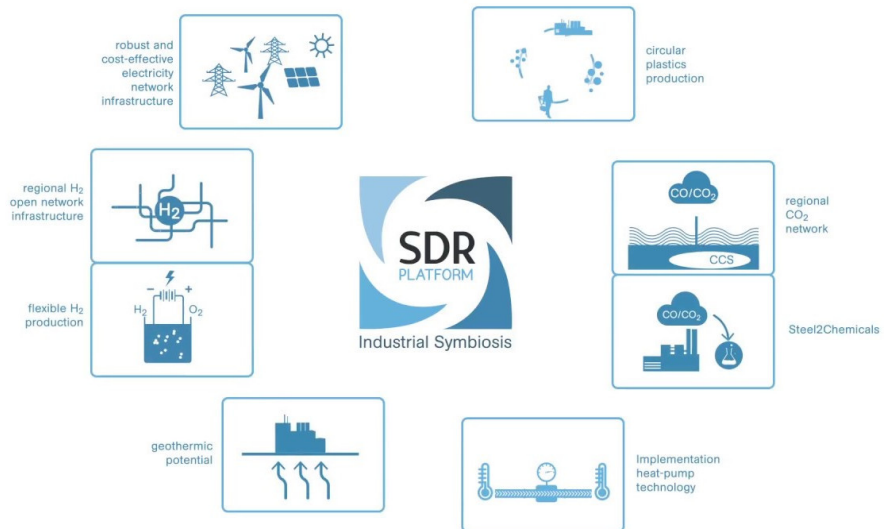 robust and
cost-effective
electricity
network
infrastructure
circular
plastics
production
regional H₂
open network
infrastructure
H₂
CO/CO₂
CCS
regional
CO₂
network
SDR
PLATFORM
Industrial Symbiosis
flexible H₂
production
− +
H₂ O₂
CO/CO₂
Steel2Chemicals
geothermic
potential
Implementation
heat-pump
technology